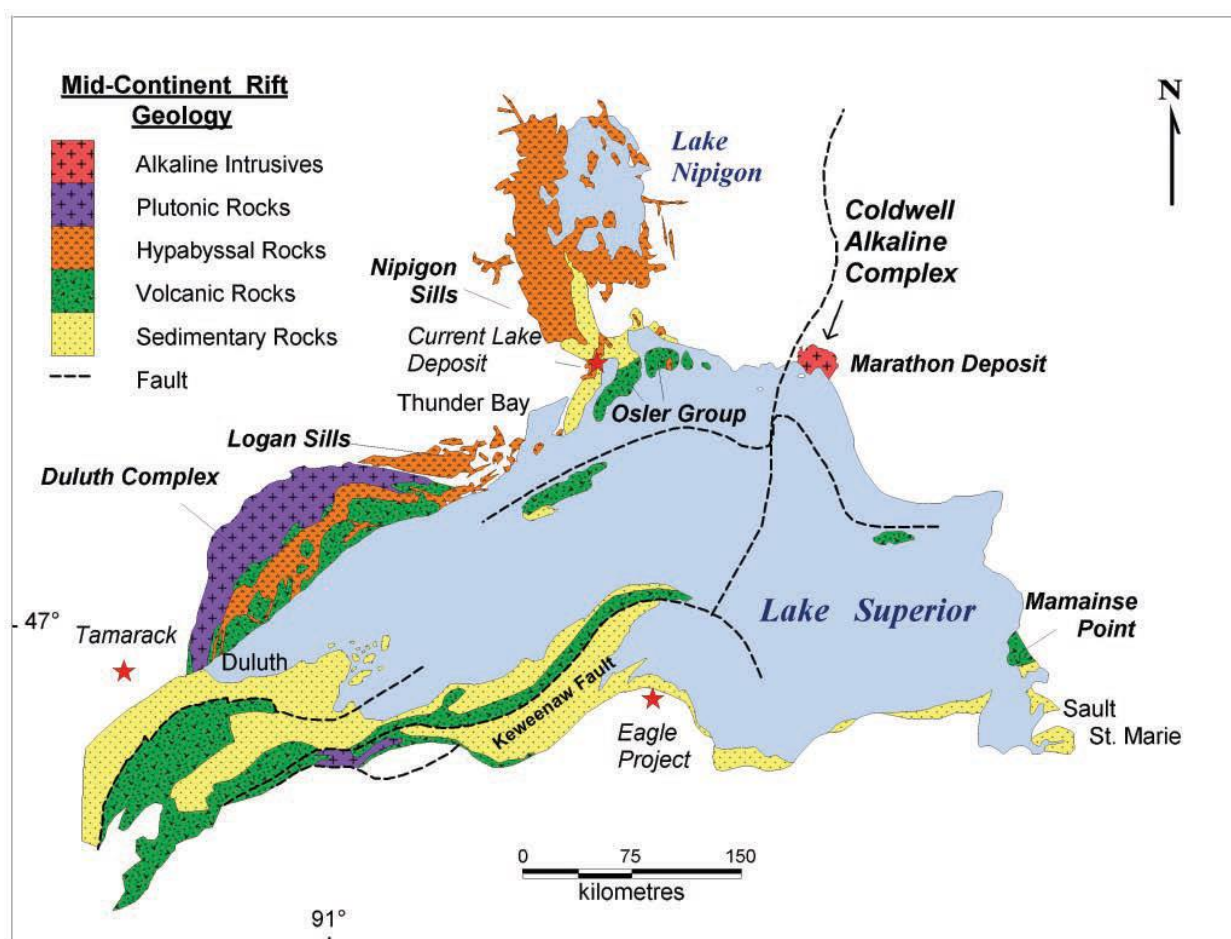 Mid-Continent Rift
Geology
Alkaline Intrusives
Plutonic Rocks
Hypabyssal Rocks
Volcanic Rocks
Sedimentary Rocks
Fault
N
Lake
Nipigon
Coldwell
Alkaline
Complex
Nipigon
Sills
Current Lake
Deposit
Marathon Deposit
Thunder Bay
Osler Group
Logan Sills
Duluth Complex
47°
Tamarack
Duluth
Lake Superior
Mamainse
Point
Keweenaw Fault
Eagle
Project
Sault
St. Marie
0 75 150
kilometres
91°